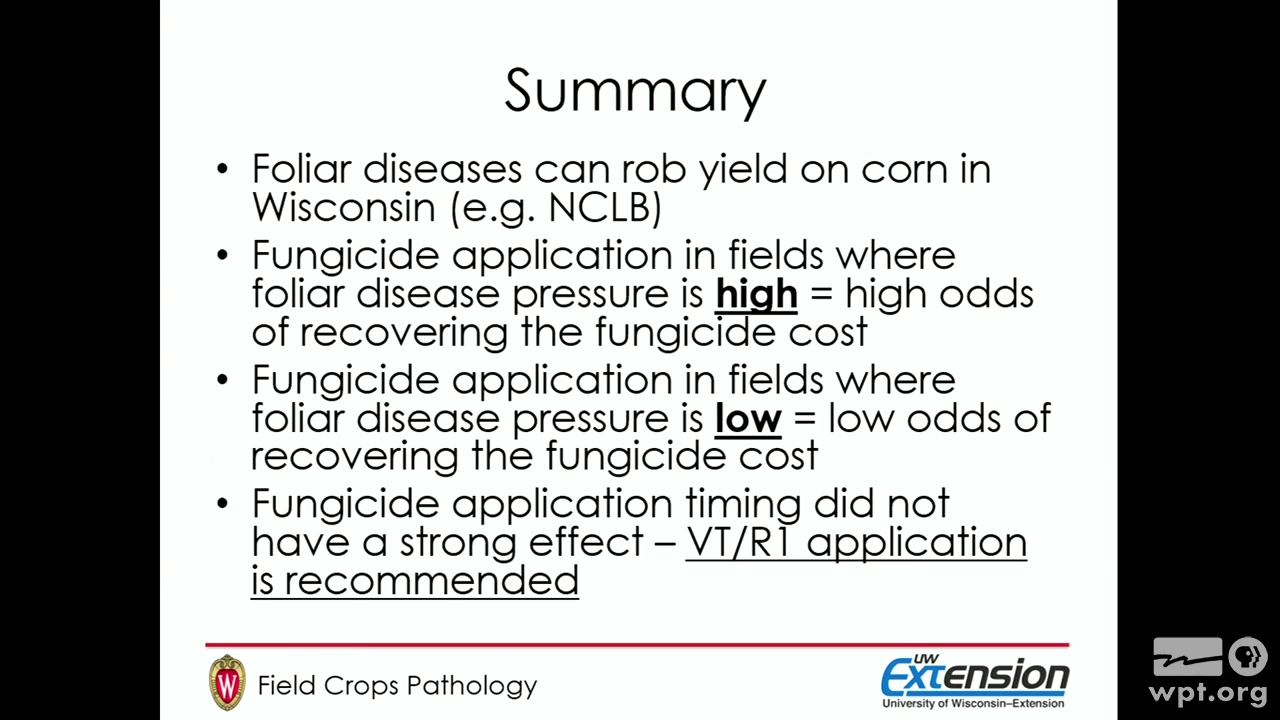 Summary
• Foliar diseases can rob yield on corn in
Wisconsin (e.g. NCLB)
• Fungicide application in fields where
foliar disease pressure is high = high odds
of recovering the fungicide cost
• Fungicide application in fields where
foliar disease pressure is low = low odds of
recovering the fungicide cost
• Fungicide application timing did not
have a strong effect – VT/R1 application
is recommended
W
Field Crops Pathology
UW
Extension
University of Wisconsin–Extension
wpt.org